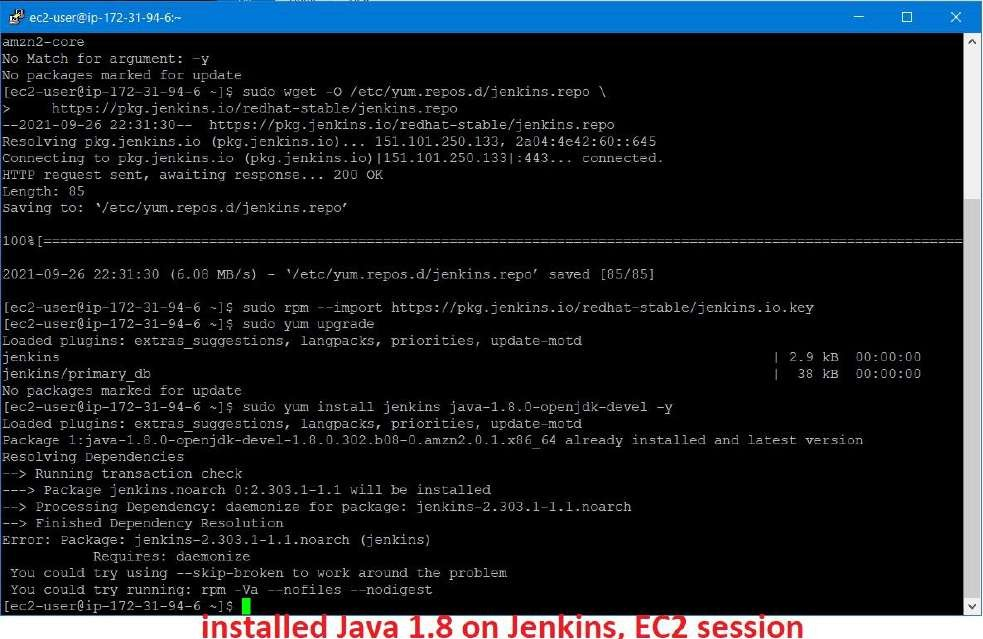 ec2-user@ip-172-31-94-6:~
amzn2-core
No Match for argument: -y
No packages marked for update
[ec2-user@ip-172-31-94-6 ~]$ sudo wget -O /etc/yum.repos.d/jenkins.repo \
>     https://pkg.jenkins.io/redhat-stable/jenkins.repo
--2021-09-26 22:31:30--  https://pkg.jenkins.io/redhat-stable/jenkins.repo
Resolving pkg.jenkins.io (pkg.jenkins.io)... 151.101.250.133, 2a04:4e42:60::645
Connecting to pkg.jenkins.io (pkg.jenkins.io)|151.101.250.133|:443... connected.
HTTP request sent, awaiting response... 200 OK
Length: 85
Saving to: ‘/etc/yum.repos.d/jenkins.repo’
100%[=============================================================================================================
2021-09-26 22:31:30 (6.08 MB/s) - ‘/etc/yum.repos.d/jenkins.repo’ saved [85/85]
[ec2-user@ip-172-31-94-6 ~]$ sudo rpm --import https://pkg.jenkins.io/redhat-stable/jenkins.io.key
[ec2-user@ip-172-31-94-6 ~]$ sudo yum upgrade
Loaded plugins: extras_suggestions, langpacks, priorities, update-motd
jenkins | 2.9 kB  00:00:00
jenkins/primary_db |  38 kB  00:00:00
No packages marked for update
[ec2-user@ip-172-31-94-6 ~]$ sudo yum install jenkins java-1.8.0-openjdk-devel -y
Loaded plugins: extras_suggestions, langpacks, priorities, update-motd
Package 1:java-1.8.0-openjdk-devel-1.8.0.302.b08-0.amzn2.0.1.x86_64 already installed and latest version
Resolving Dependencies
--> Running transaction check
---> Package jenkins.noarch 0:2.303.1-1.1 will be installed
--> Processing Dependency: daemonize for package: jenkins-2.303.1-1.1.noarch
--> Finished Dependency Resolution
Error: Package: jenkins-2.303.1-1.1.noarch (jenkins)
           Requires: daemonize
 You could try using --skip-broken to work around the problem
 You could try running: rpm -Va --nofiles --nodigest
[ec2-user@ip-172-31-94-6 ~]$
installed Java 1.8 on Jenkins, EC2 session